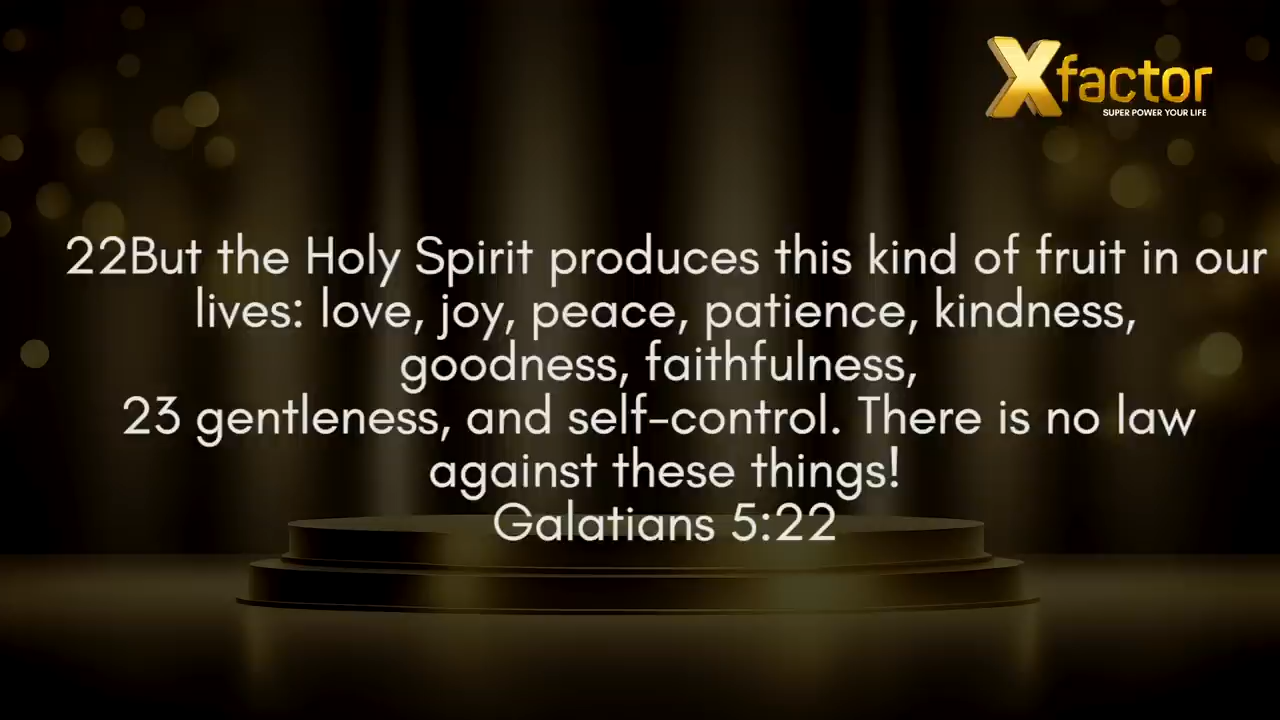 Xfactor
SUPER POWER YOUR LIFE
22But the Holy Spirit produces this kind of fruit in our
lives: love, joy, peace, patience, kindness,
goodness, faithfulness,
23 gentleness, and self-control. There is no law
against these things!
Galatians 5:22